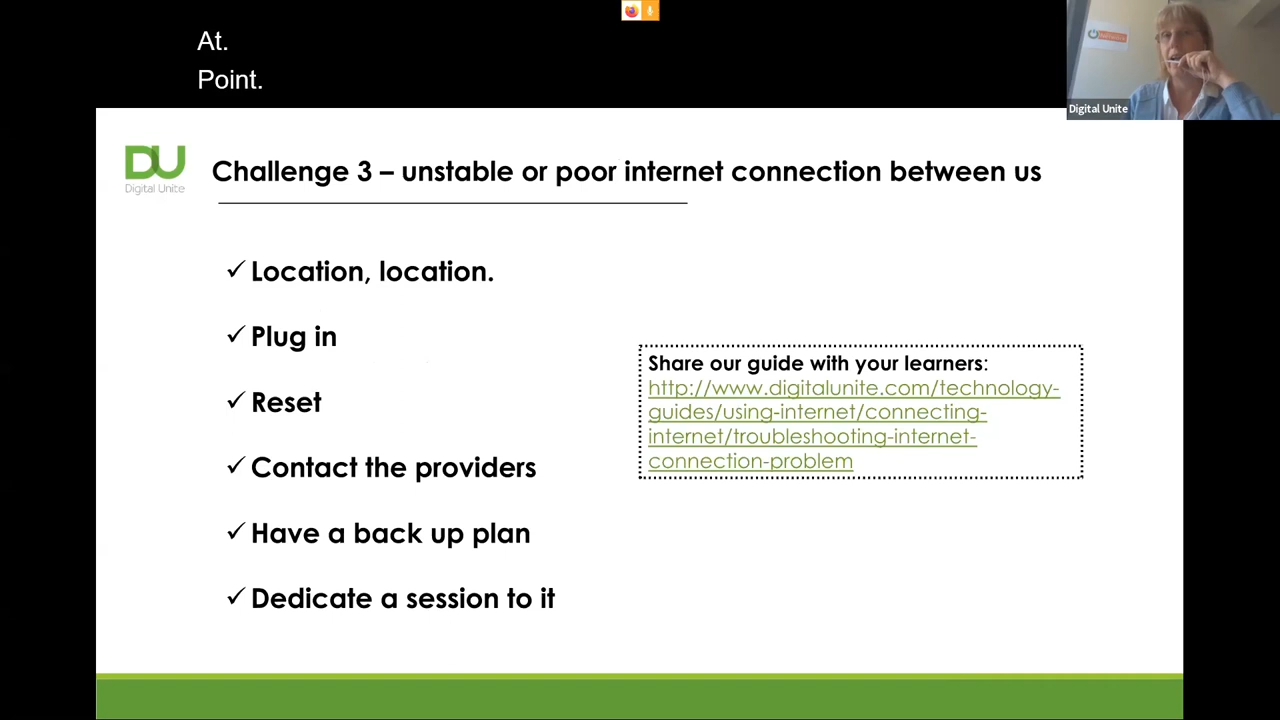 At.
Point.
Digital Unite
DU
Digital Unite
Challenge 3 – unstable or poor internet connection between us
✓ Location, location.
✓ Plug in
✓ Reset
✓ Contact the providers
✓ Have a back up plan
✓ Dedicate a session to it
Share our guide with your learners:
http://www.digitalunite.com/technology-
guides/using-internet/connecting-
internet/troubleshooting-internet-
connection-problem